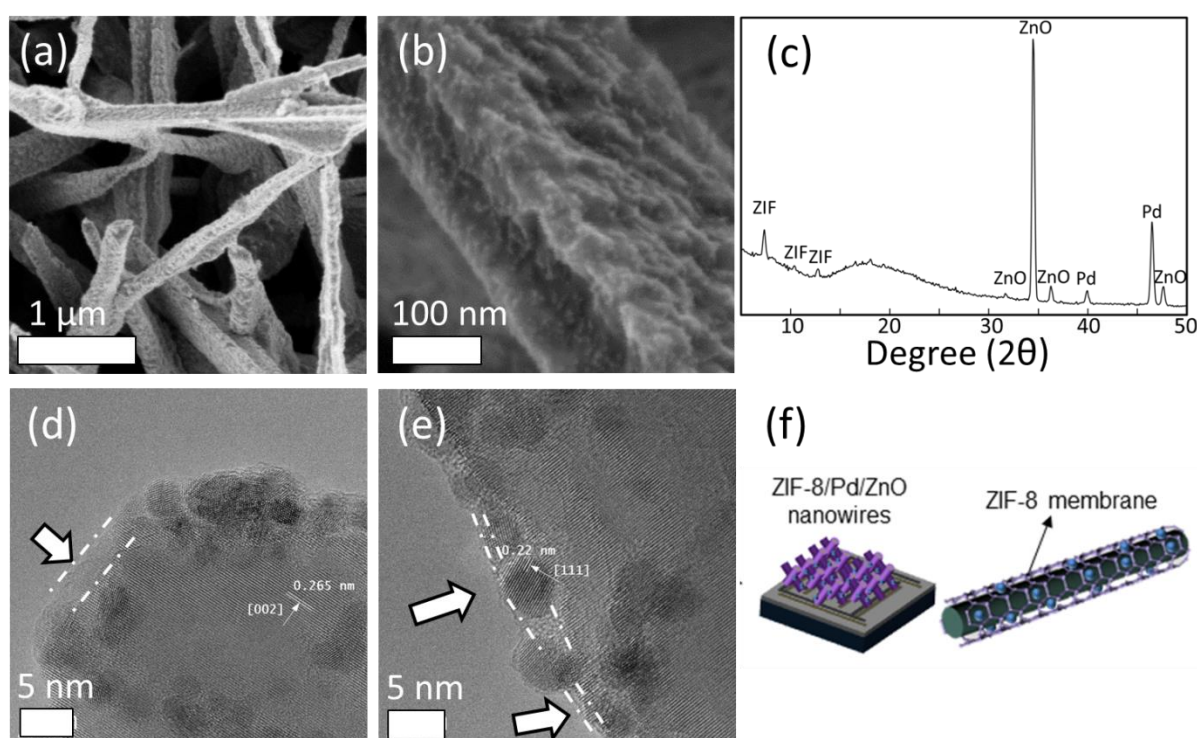 (a)
1 μm
(b)
100 nm
(c)
ZnO
ZIF
ZIF
ZIF
ZnO
ZnO
Pd
Pd
ZnO
10
20
30
40
50
Degree (2θ)
(d)
0.265 nm
[002]
5 nm
(e)
0.22 nm
[111]
5 nm
(f)
ZIF-8/Pd/ZnO
nanowires
ZIF-8 membrane